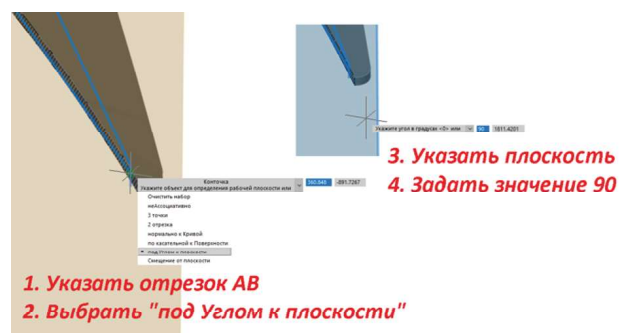 Конточка
Укажите объект для определения рабочей плоскости или
365.648
-891.7267
Очистить набор
неАссоциативно
3 точки
2 отрезка
нормально к Кривой
по касательной к Поверхности
под Углом к плоскости
Смещение от плоскости
Укажите угол в градусах <0> или
90
1811.4201
3. Указать плоскость
4. Задать значение 90
1. Указать отрезок АВ
2. Выбрать "под Углом к плоскости"